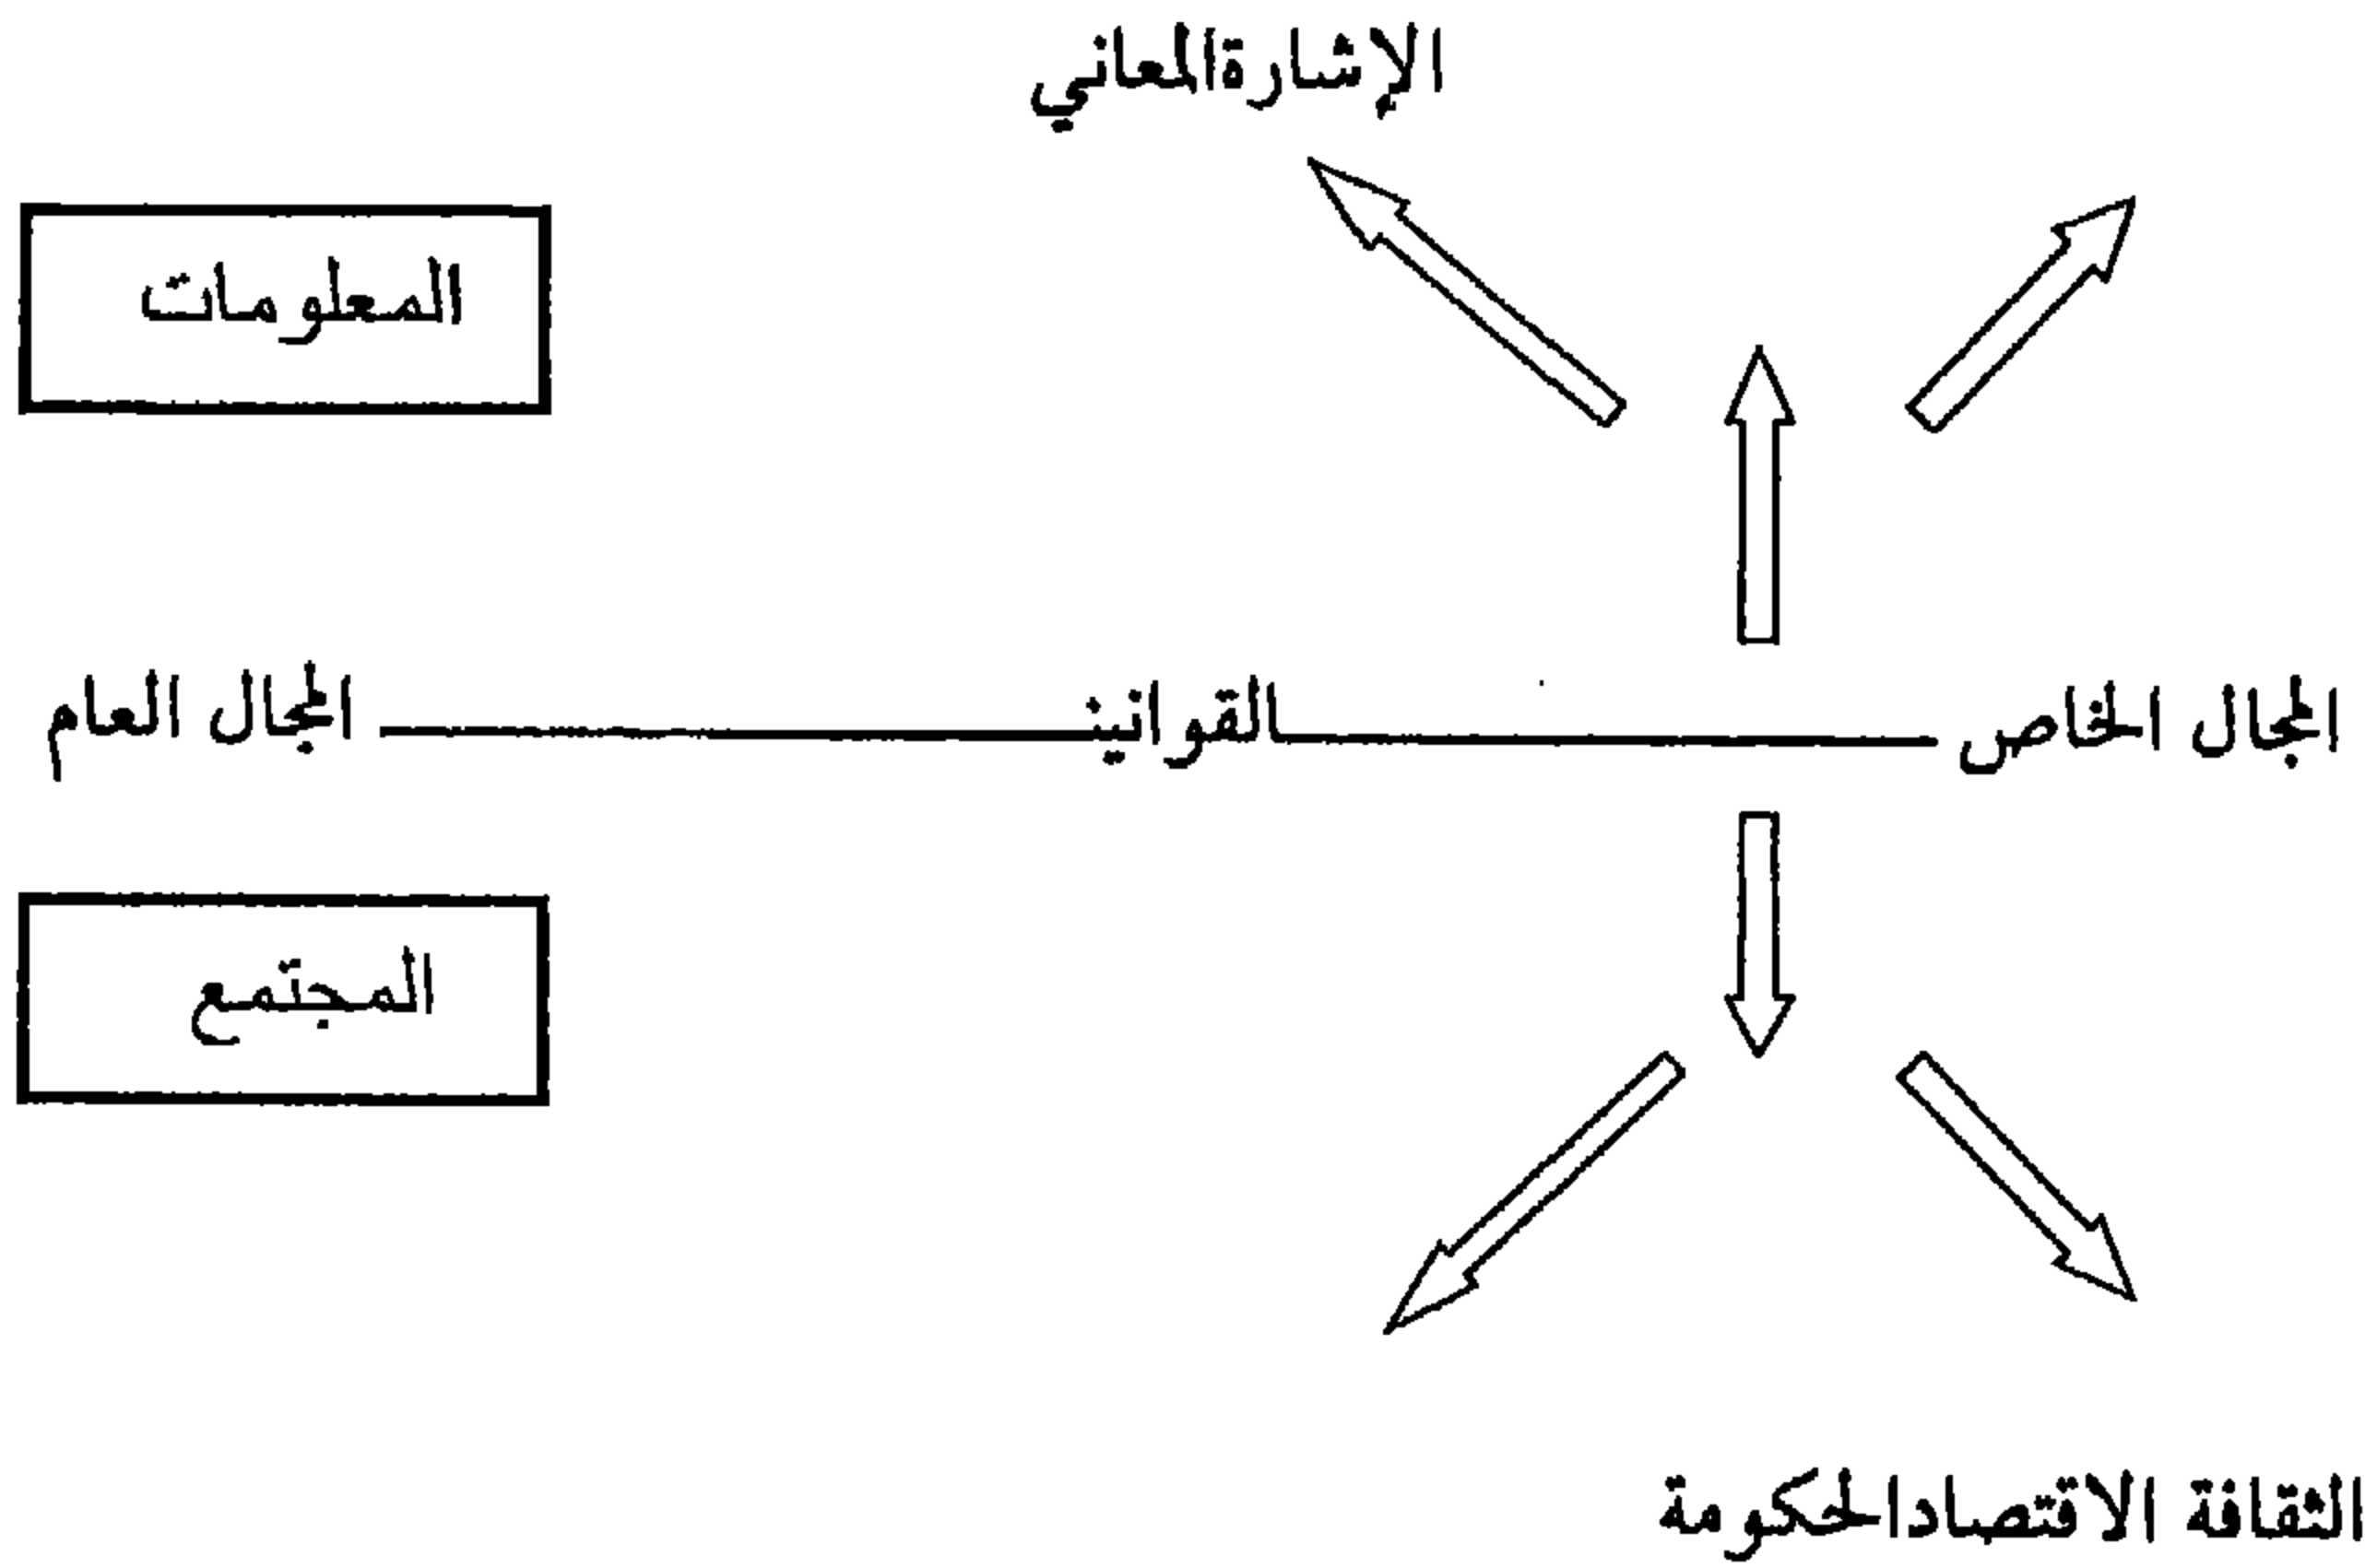 الإشارةالمعاني
المعلومات
المجال الخاص القوانين المجال العام
المجتمع
الثقافة الاقتصادالحكومة